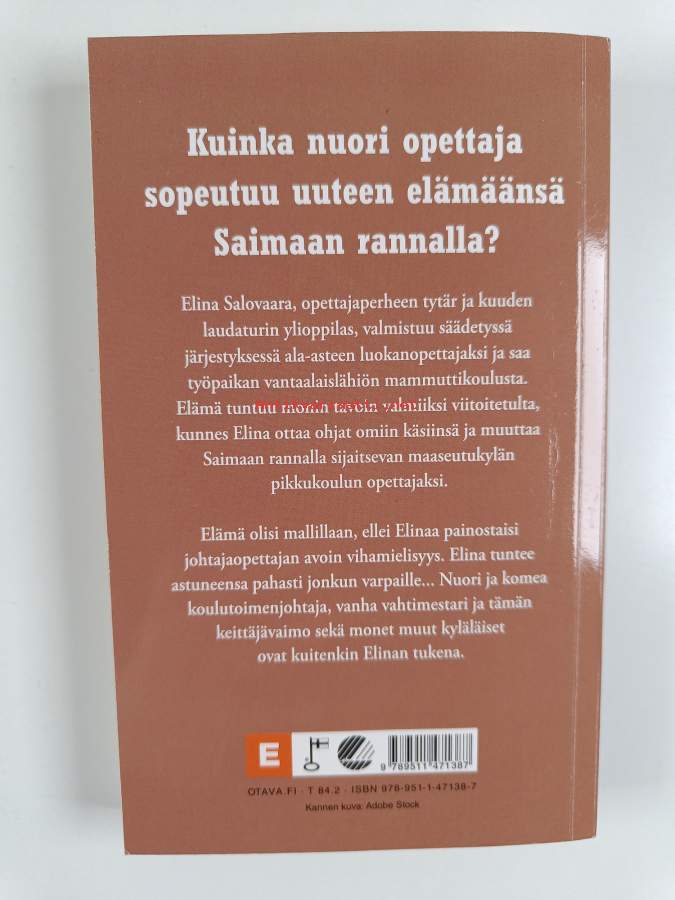 Kuinka nuori opettaja
sopeutuu uuteen elämäänsä
Saimaan rannalla?
Elina Salovaara, opettajaperheen tytär ja kuuden
laudaturin ylioppilas, valmistuu säädetyssä
järjestyksessä ala-asteen luokanopettajaksi ja saa
työpaikan vantaalaislähiön mammuttikoulusta.
Elämä tuntuu monin tavoin valmiiksi viitoitetulta,
kunnes Elina ottaa ohjat omiin käsiinsä ja muuttaa
Saimaan rannalla sijaitsevan maaseutukylän
pikkukoulun opettajaksi.
Elämä olisi mallillaan, ellei Elinaa painostaisi
johtajaopettajan avoin vihamielisyys. Elina tuntee
astuneensa pahasti jonkun varpaille... Nuori ja komea
koulutoimenjohtaja, vanha vahtimestari ja tämän
keittäjävaimo sekä monet muut kyläläiset
ovat kuitenkin Elinan tukena.
E
9 789511 471387
OTAVA.FI · T 84.2 · ISBN 978-951-1-47138-7
Kannen kuva: Adobe Stock